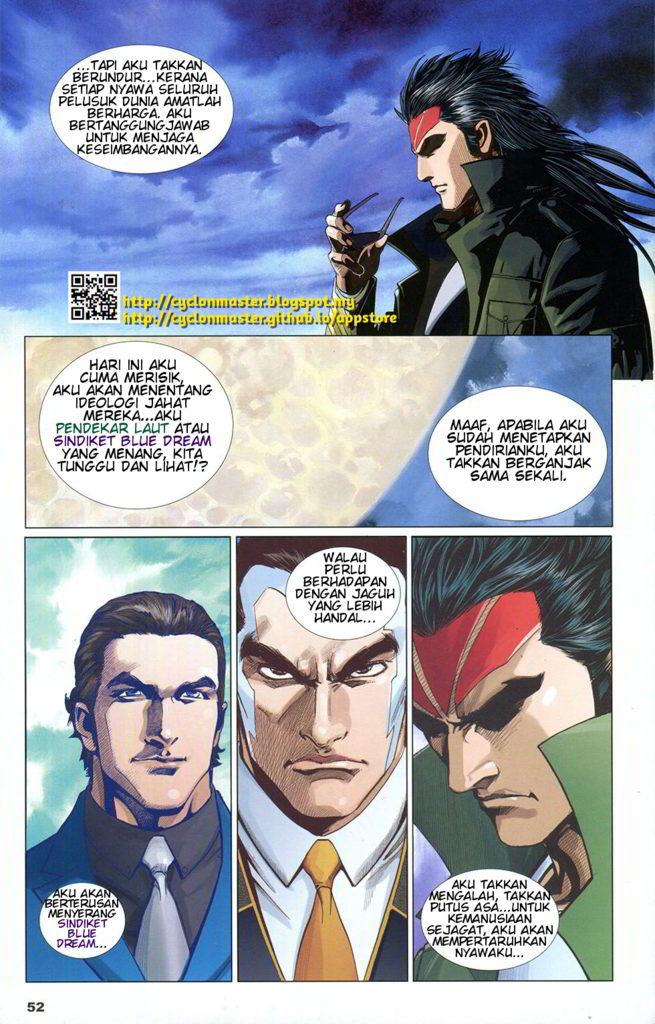 ...TAPI AKU TAKKAN
BERUNDUR...KERANA
SETIAP NYAWA SELURUH
PELUSUK DUNIA AMATLAH
BERHARGA. AKU
BERTANGGUNGJAWAB
UNTUK MENJAGA
KESEIMBANGANNYA.
http://cyclonmaster.blogspot.my
http://cyclonmaster.github.io/appstore
HARI INI AKU
CUMA MERISIK,
AKU AKAN MENENTANG
IDEOLOGI JAHAT
MEREKA...AKU
PENDEKAR LAUT ATAU
SINDIKET BLUE DREAM
YANG MENANG, KITA
TUNGGU DAN LIHAT!?
MAAF, APABILA AKU
SUDAH MENETAPKAN
PENDIRIANKU, AKU
TAKKAN BERGANJAK
SAMA SEKALI.
AKU AKAN
BERTERUSAN
MENYERANG
SINDIKET
BLUE
DREAM...
WALAU
PERLU
BERHADAPAN
DENGAN JAGUH
YANG LEBIH
HANDAL...
AKU TAKKAN
MENGALAH, TAKKAN
PUTUS ASA...UNTUK
KEMANUSIAAN
SEJAGAT, AKU AKAN
MEMPERTARUHKAN
NYAWAKU...
52